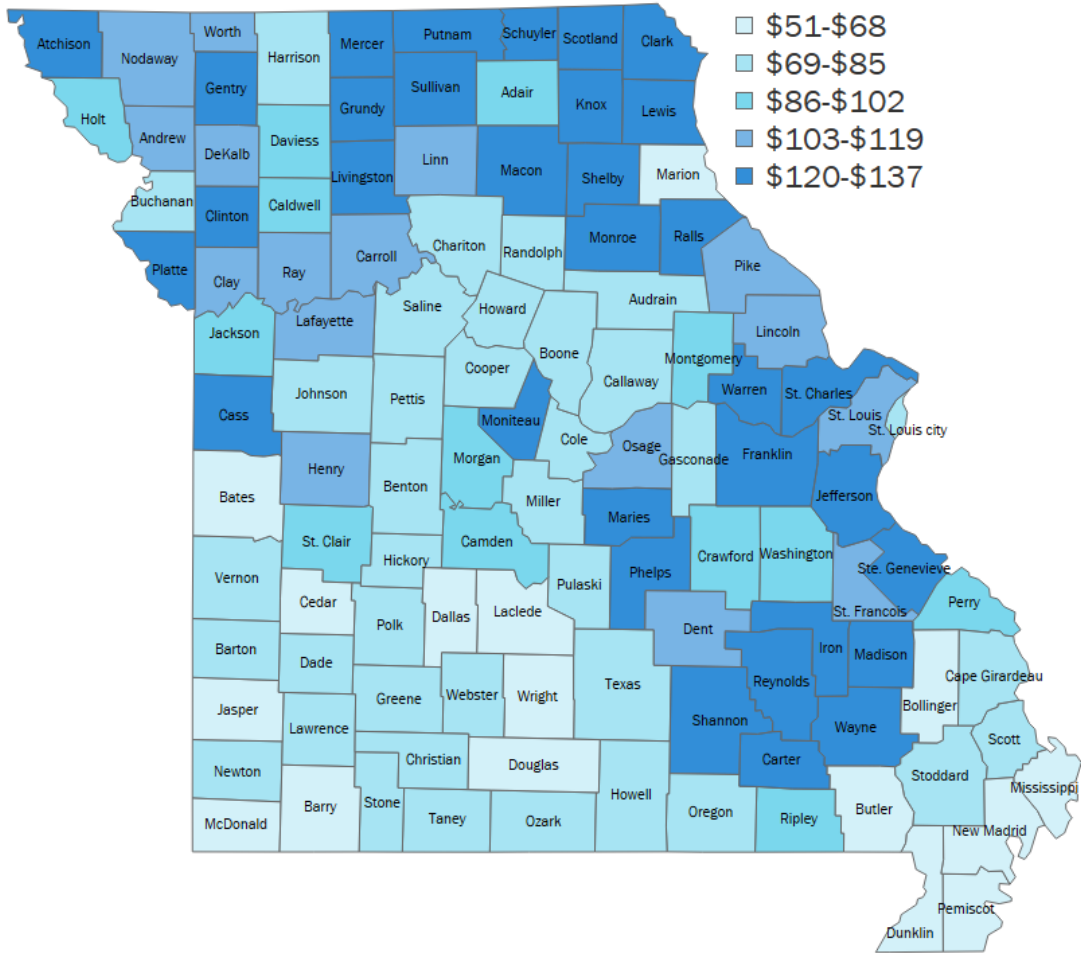 $51-$68
$69-$85
$86-$102
$103-$119
$120-$137
Atchison
Nodaway
Worth
Harrison
Mercer
Putnam
Schuyler
Scotland
Clark
Gentry
Sullivan
Adair
Knox
Lewis
Holt
Grundy
Andrew
DeKalb
Daviess
Linn
Macon
Shelby
Marion
Livingston
Buchanan
Clinton
Caldwell
Chariton
Randolph
Monroe
Ralls
Platte
Clay
Ray
Carroll
Pike
Saline
Howard
Audrain
Jackson
Lafayette
Lincoln
Boone
Montgomery
Cooper
Callaway
Johnson
Pettis
Warren
St. Charles
Cass
Moniteau
St. Louis
St. Louis city
Cole
Osage
Gasconade
Franklin
Morgan
Henry
Benton
Bates
Miller
Jefferson
Maries
St. Clair
Camden
Crawford
Washington
Hickory
Vernon
Pulaski
Phelps
Ste. Genevieve
Cedar
Dallas
Laclede
St. Francois
Perry
Polk
Dent
Barton
Dade
Iron
Madison
Cape Girardeau
Texas
Reynolds
Greene
Webster
Wright
Jasper
Bollinger
Shannon
Lawrence
Wayne
Scott
Christian
Douglas
Carter
Newton
Stoddard
Mississippi
Howell
Stone
Barry
Oregon
Ripley
Butler
McDonald
Taney
Ozark
New Madrid
Pemiscot
Dunklin